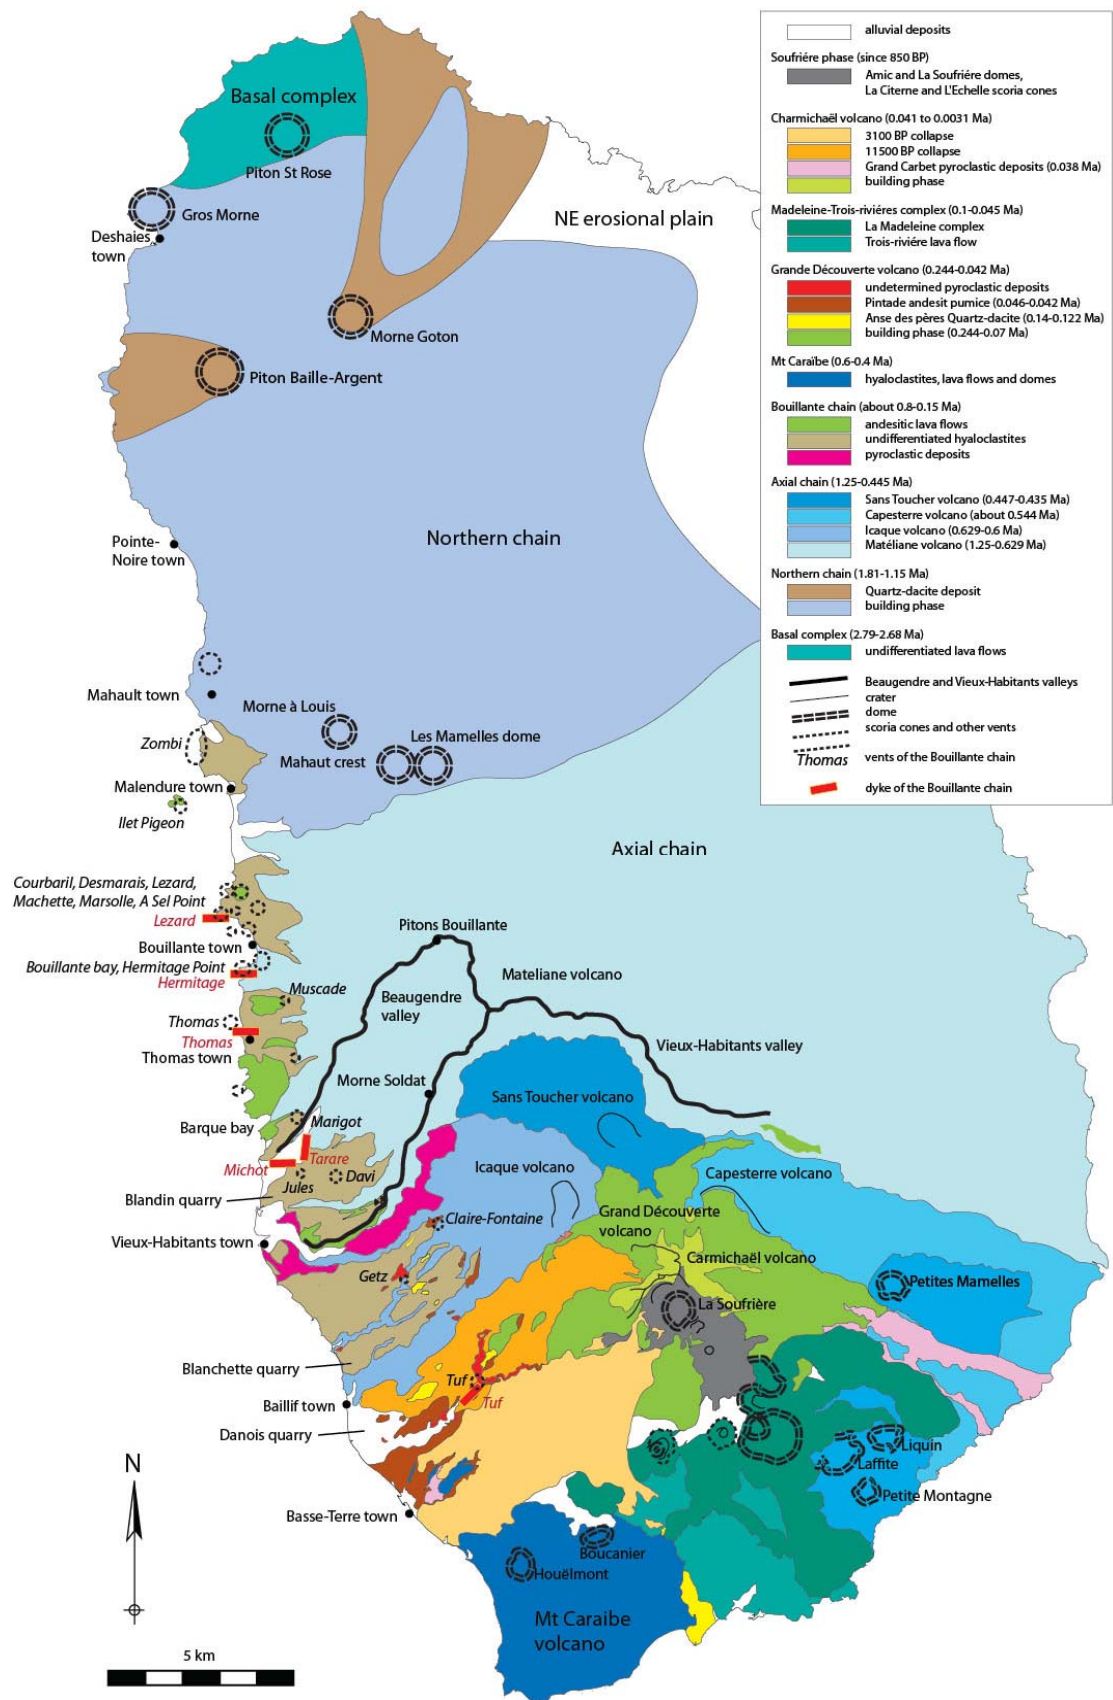 alluvial deposits
Soufriére phase (since 850 BP)
Amic and La Soufriére domes,
La Citerne and L'Echelle scoria cones
Charmichaël volcano (0.041 to 0.0031 Ma)
3100 BP collapse
11500 BP collapse
Grand Carbet pyroclastic deposits (0.038 Ma)
building phase
Madeleine-Trois-riviéres complex (0.1-0.045 Ma)
La Madeleine complex
Trois-riviére lava flow
Grande Découverte volcano (0.244-0.042 Ma)
undetermined pyroclastic deposits
Pintade andesit pumice (0.046-0.042 Ma)
Anse des pères Quartz-dacite (0.14-0.122 Ma)
building phase (0.244-0.07 Ma)
Mt Caraïbe (0.6-0.4 Ma)
hyaloclastites, lava flows and domes
Bouillante chain (about 0.8-0.15 Ma)
andesitic lava flows
undifferentiated hyaloclastites
pyroclastic deposits
Axial chain (1.25-0.445 Ma)
Sans Toucher volcano (0.447-0.435 Ma)
Capesterre volcano (about 0.544 Ma)
Icaque volcano (0.629-0.6 Ma)
Matéliane volcano (1.25-0.629 Ma)
Northern chain (1.81-1.15 Ma)
Quartz-dacite deposit
building phase
Basal complex (2.79-2.68 Ma)
undifferentiated lava flows
Beaugendre and Vieux-Habitants valleys
crater
dome
scoria cones and other vents
Thomas vents of the Bouillante chain
dyke of the Bouillante chain
Basal complex
Piton St Rose
Gros Morne
Deshaies
town
NE erosional plain
Morne Goton
Piton Baille-Argent
Northern chain
Pointe-
Noire town
Mahault town
Morne à Louis
Zombi
Les Mamelles dome
Mahaut crest
Malendure town
Ilet Pigeon
Axial chain
Courbaril, Desmarais, Lezard,
Machette, Marsolle, A Sel Point
Lezard
Pitons Bouillante
Bouillante town
Bouillante bay, Hermitage Point
Hermitage
Mateliane volcano
Muscade
Beaugendre
valley
Thomas
Thomas
Thomas town
Vieux-Habitants valley
Morne Soldat
Sans Toucher volcano
Barque bay
Marigot
Tarare
Michot
Icaque volcano
Capesterre volcano
Davi
Jules
Blandin quarry
Grand Décuverte
volcano
Claire-Fontaine
Vieux-Habitants town
Carmichaël volcano
Getz
Petites Mamelles
La Soufrière
Blanchette quarry
Tuf
Tuf
Baillif town
Danois quarry
Liquin
Laffite
N
Petite Montagne
Basse-Terre town
Boucanier
Houëlmont
Mt Caraibe
volcano
5 km